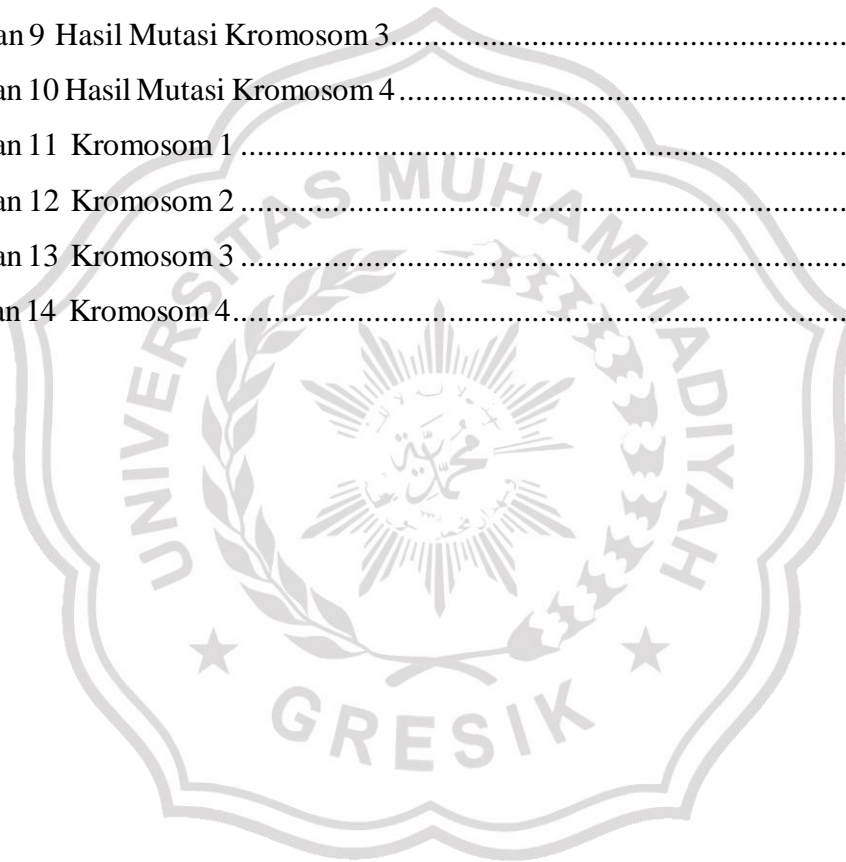 an 9 Hasil Mutasi Kromosom 3
an 10 Hasil Mutasi Kromosom 4
an 11 Kromosom 1
an 12 Kromosom 2
an 13 Kromosom 3
an 14 Kromosom 4
UNIVERSITAS MUHAMMADIYAH
GRESIK